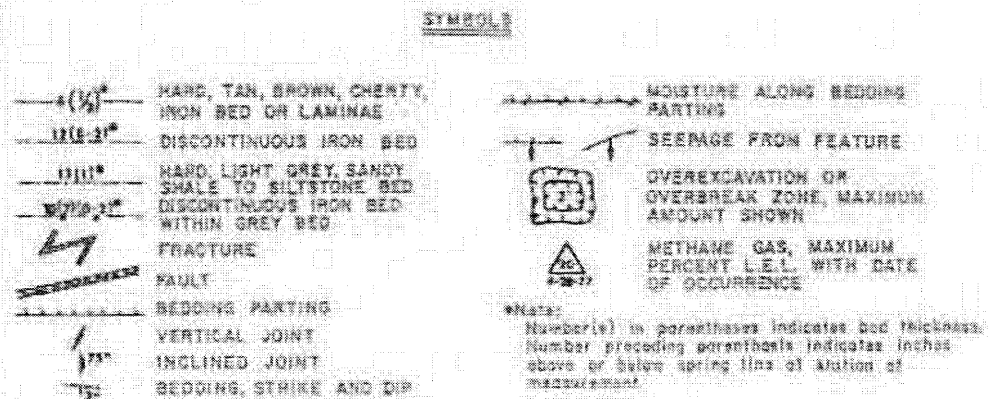 SYMBOLS
HARD, TAN, BROWN, CHERTY,
IRON BED OR LAMINAE
DISCONTINUOUS IRON BED
HARD, LIGHT GREY, SANDY
SHALE TO SILTSTONE BED
DISCONTINUOUS IRON BED
WITHIN GREY BED
FRACTURE
FAULT
BEDDING PARTING
VERTICAL JOINT
INCLINED JOINT
BEDDING, STRIKE AND DIP
MOISTURE ALONG BEDDING
PARTING
SEEPAGE FROM FEATURE
OVEREXCAVATION OR
OVERBREAK ZONE, MAXIMUM
AMOUNT SHOWN
METHANE GAS, MAXIMUM
PERCENT L.E.L. WITH DATE
OF OCCURRENCE
*Note:
Number(s) in parentheses indicates bed thickness.
Number preceding parenthesis indicates inches
above or below spring line at station of
measurement.